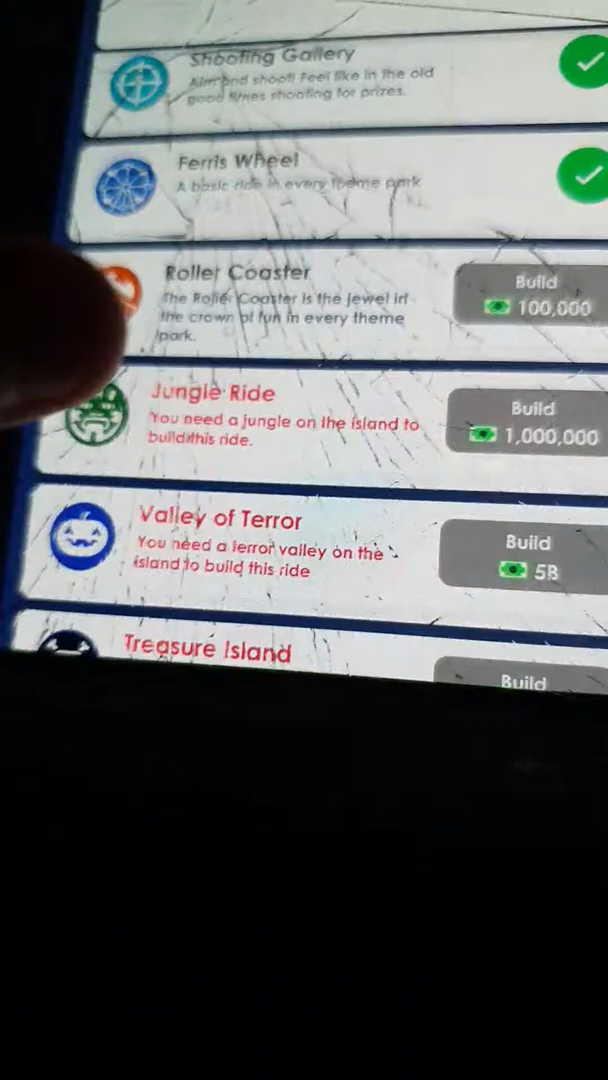 Shooting Gallery
Aim and shoot! Feel like in the old
good times shooting for prizes.
Ferris Wheel
A basic ride in every theme park
Roller Coaster
The Roller Coaster is the jewel in
the crown of fun in every theme
park.
Build
100,000
Jungle Ride
You need a jungle on the island to
build this ride.
Build
1,000,000
Valley of Terror
You need a terror valley on the
island to build this ride
Build
5B
Treasure Island
Build